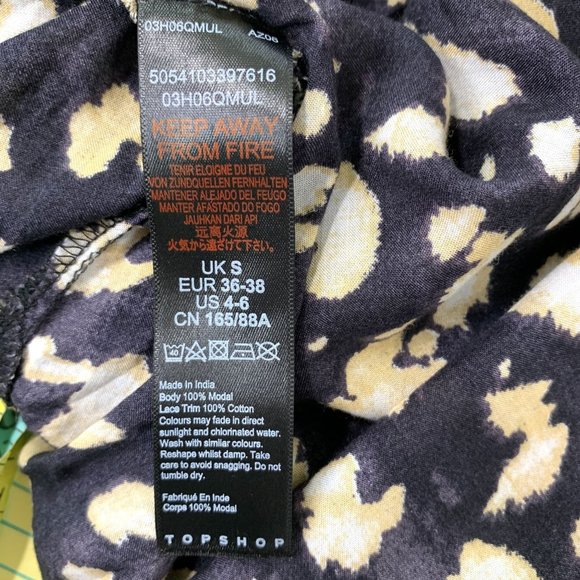 03H06QMUL AZ06
5054103397616
03H06QMUL
KEEP AWAY
FROM FIRE
TENIR ELOIGNE DU FEU
VON ZUNDQUELLEN FERNHALTEN
MANTENER ALEJADO DEL FEUGO
MANTER AFASTADO DO FOGO
JAUHKAN DARI API
远离火源
火気から遠ざけて下さい。
UK S
EUR 36-38
US 4-6
CN 165/88A
40
Made in India
Body 100% Modal
Lace Trim 100% Cotton
Colours may fade in direct
sunlight and chlorinated water.
Wash with similar colours.
Reshape whilst damp. Take
care to avoid snagging. Do not
tumble dry.
Fabriqué En Inde
Corps 100% Modal
TOPSHOP